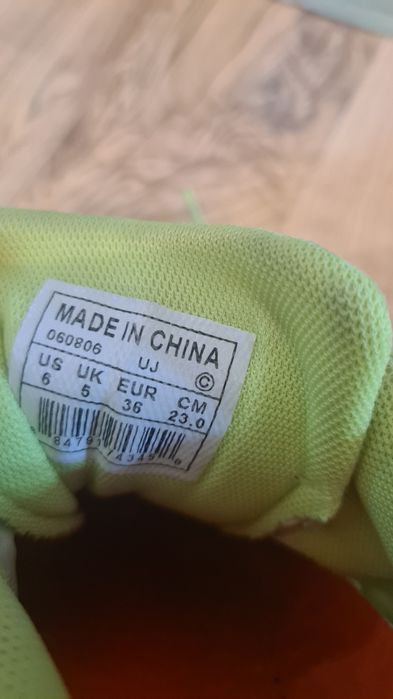 MADE IN CHINA
060806 UJ ©
US UK EUR CM
6 5 36 23.0